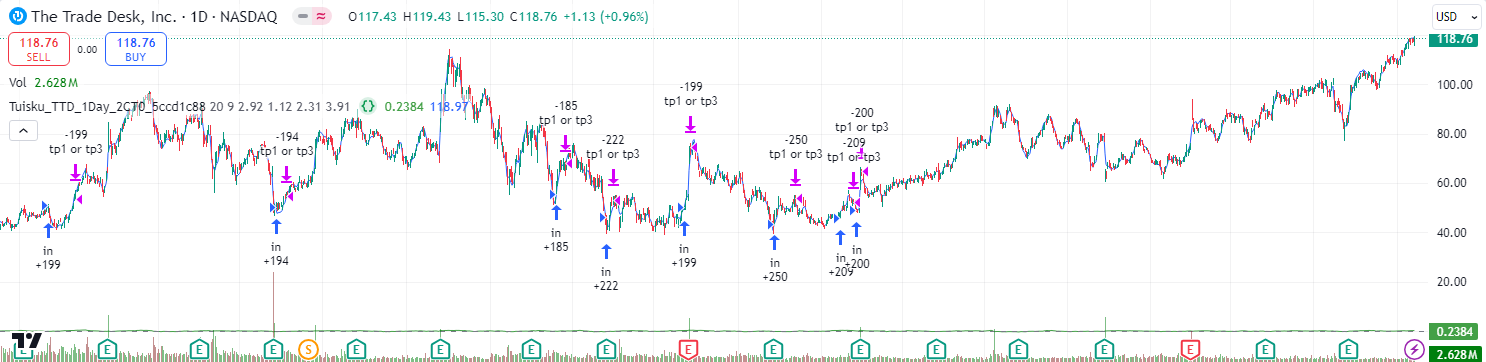 The Trade Desk, Inc. · 1D · NASDAQ O117.43 H119.43 L115.30 C118.76 +1.13 (+0.96%)
USD
118.76 SELL 0.00 118.76 BUY
118.76
Vol 2.628 M
100.00
Tuisku_TTD_1Day_2CT0_5ccd1c88 20 9 2.92 1.12 2.31 3.91 {} 0.2384 118.97
-199
tp1 or tp3
-194
tp1 or tp3
-185
tp1 or tp3
-222
tp1 or tp3
-199
tp1 or tp3
-250
tp1 or tp3
-200
tp1 or tp3
-209
tp1 or tp3
80.00
60.00
40.00
20.00
in
+199
in
+194
in
+185
in
+222
in
+199
in
+250
in
+209
in
+200
0.2384
2.628 M
E E E E S E E E E E E E E E E E E E